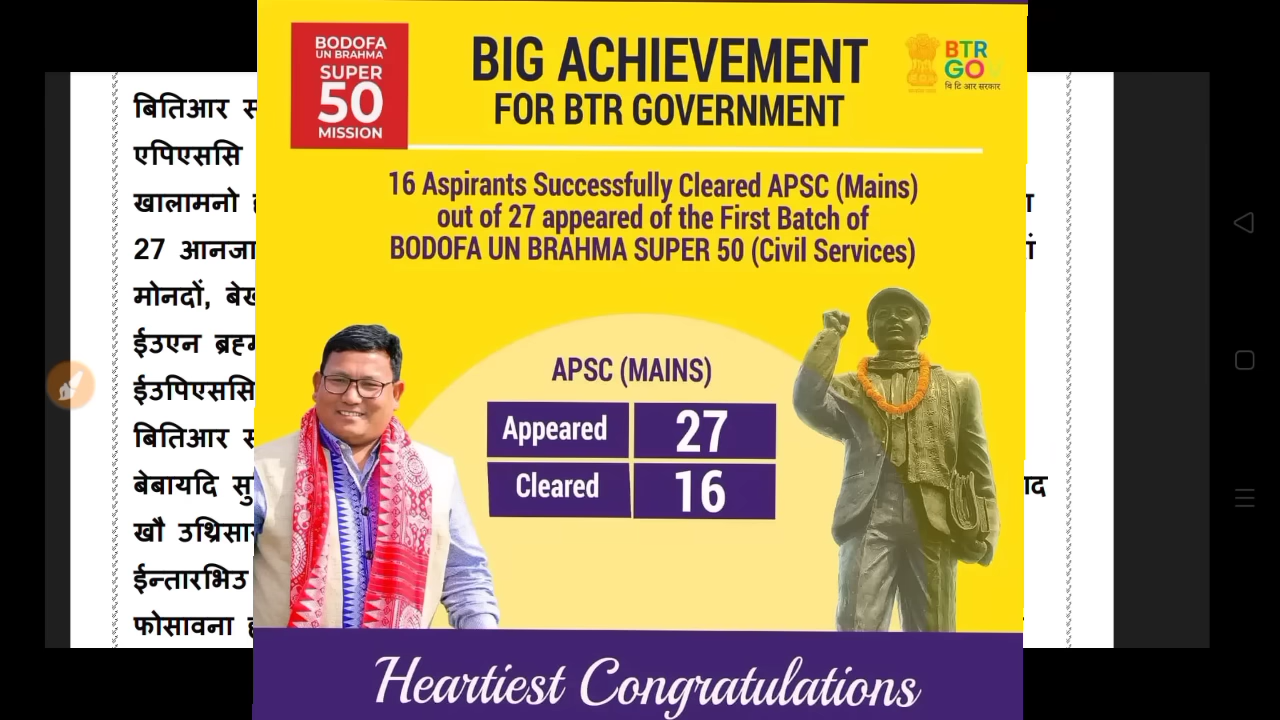 BODOFA
UN BRAHMA
SUPER
50
MISSION
BIG ACHIEVEMENT
FOR BTR GOVERNMENT
BTR
GOV
बि टि आर सरकार
16 Aspirants Successfully Cleared APSC (Mains)
out of 27 appeared of the First Batch of
BODOFA UN BRAHMA SUPER 50 (Civil Services)
APSC (MAINS)
Appeared 27
Cleared 16
Heartiest Congratulations
बितिआर
एपिएससि
खालामनो
27
मोनदों,
ईउएन
ईउपिएससि
बितिआर
बेबायदि
खौ
ईन्तारभिउ
फोसावना